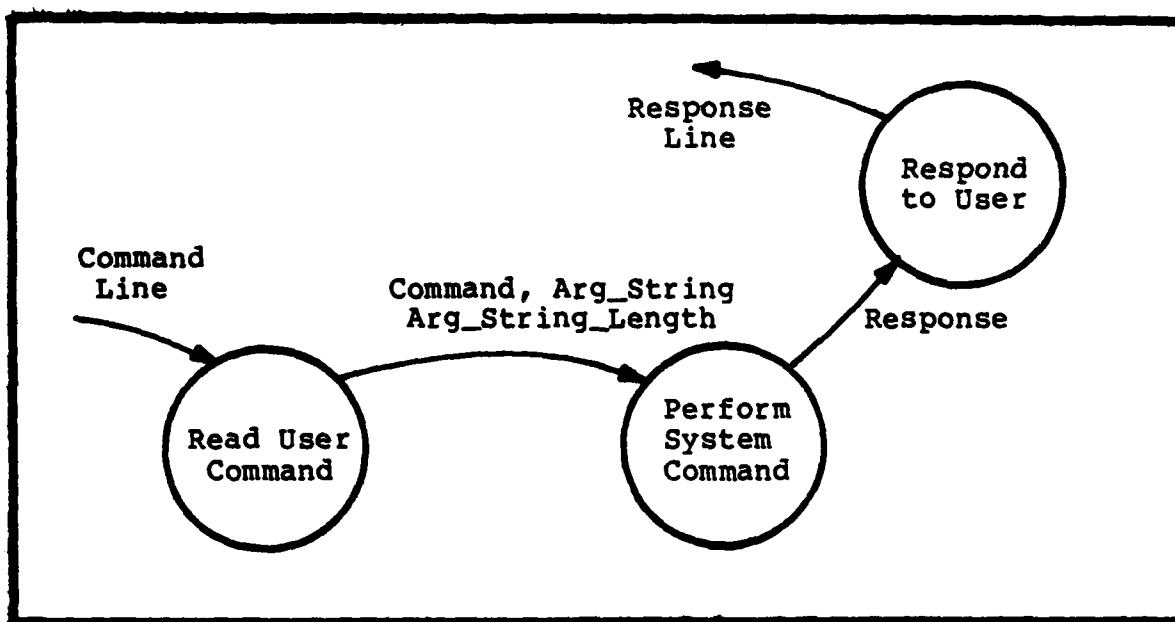 Response
Line
Respond
to User
Command
Line
Command, Arg_String
Arg_String_Length
Response
Read User
Command
Perform
System
Command